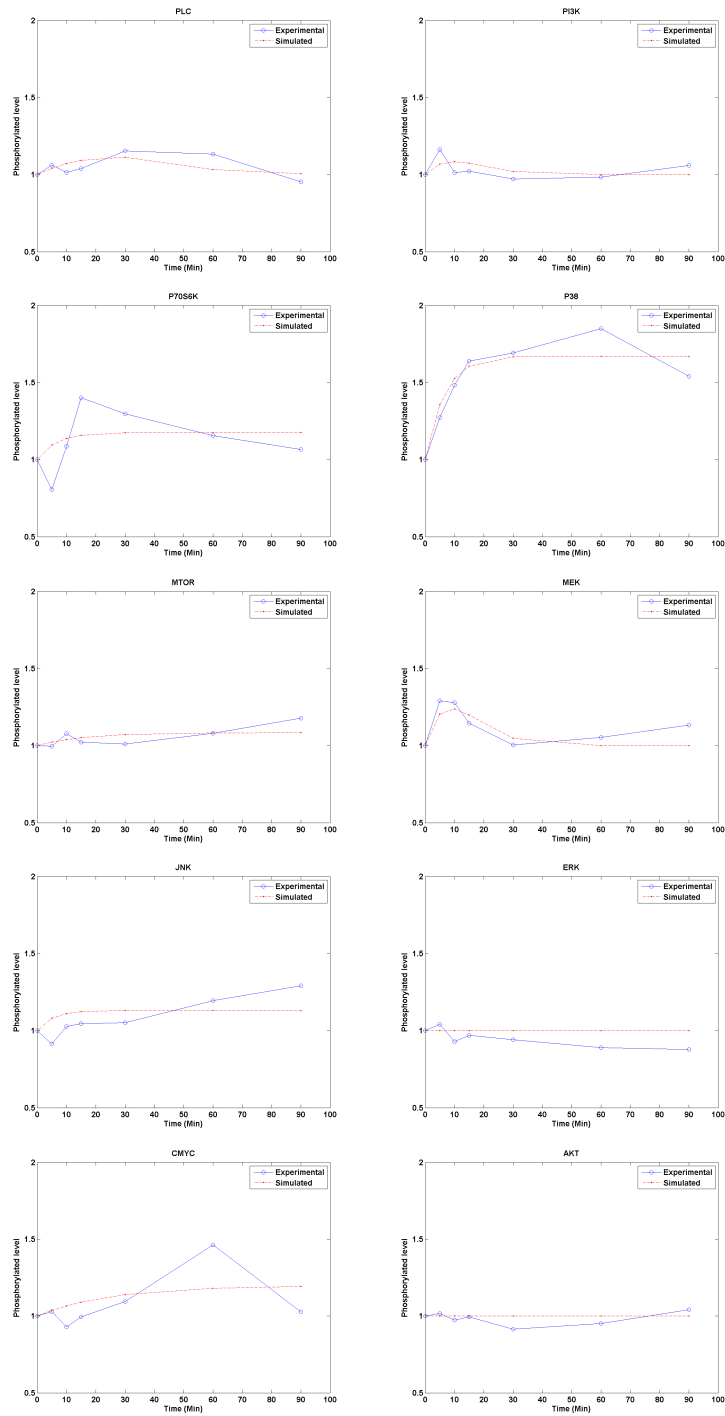 PLC
2
1.5
1
0.5
Phosphorylated level
0 10 20 30 40 50 60 70 80 90 100
Time (Min)
Experimental
Simulated
PI3K
2
1.5
1
0.5
Phosphorylated level
0 10 20 30 40 50 60 70 80 90 100
Time (Min)
Experimental
Simulated
P70S6K
2
1.5
1
0.5
Phosphorylated level
0 10 20 30 40 50 60 70 80 90 100
Time (Min)
Experimental
Simulated
P38
2
1.5
1
0.5
Phosphorylated level
0 10 20 30 40 50 60 70 80 90 100
Time (Min)
Experimental
Simulated
MTOR
2
1.5
1
0.5
Phosphorylated level
0 10 20 30 40 50 60 70 80 90 100
Time (Min)
Experimental
Simulated
MEK
2
1.5
1
0.5
Phosphorylated level
0 10 20 30 40 50 60 70 80 90 100
Time (Min)
Experimental
Simulated
JNK
2
1.5
1
0.5
Phosphorylated level
0 10 20 30 40 50 60 70 80 90 100
Time (Min)
Experimental
Simulated
ERK
2
1.5
1
0.5
Phosphorylated level
0 10 20 30 40 50 60 70 80 90 100
Time (Min)
Experimental
Simulated
CMYC
2
1.5
1
0.5
Phosphorylated level
0 10 20 30 40 50 60 70 80 90 100
Time (Min)
Experimental
Simulated
AKT
2
1.5
1
0.5
Phosphorylated level
0 10 20 30 40 50 60 70 80 90 100
Time (Min)
Experimental
Simulated